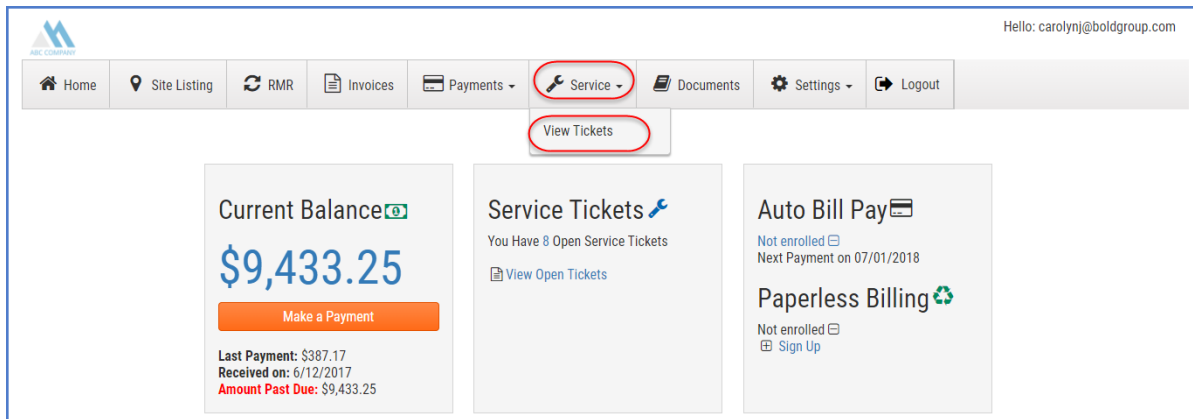 Hello: carolynj@boldgroup.com
ABC COMPANY
Home Site Listing RMR Invoices Payments Service Documents Settings Logout
View Tickets
Current Balance
$9,433.25
Make a Payment
Last Payment: $387.17
Received on: 6/12/2017
Amount Past Due: $9,433.25
Service Tickets
You Have 8 Open Service Tickets
View Open Tickets
Auto Bill Pay
Not enrolled
Next Payment on 07/01/2018
Paperless Billing
Not enrolled
Sign Up